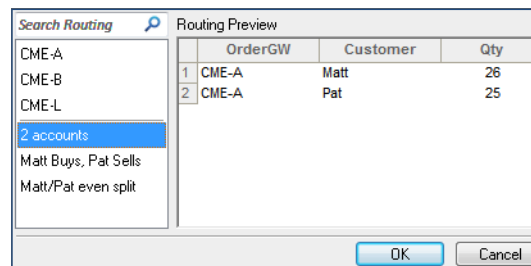 Search Routing
CME-A
CME-B
CME-L
2 accounts
Matt Buys, Pat Sells
Matt/Pat even split
Routing Preview
OrderGW Customer Qty
1 CME-A Matt 26
2 CME-A Pat 25
OK Cancel